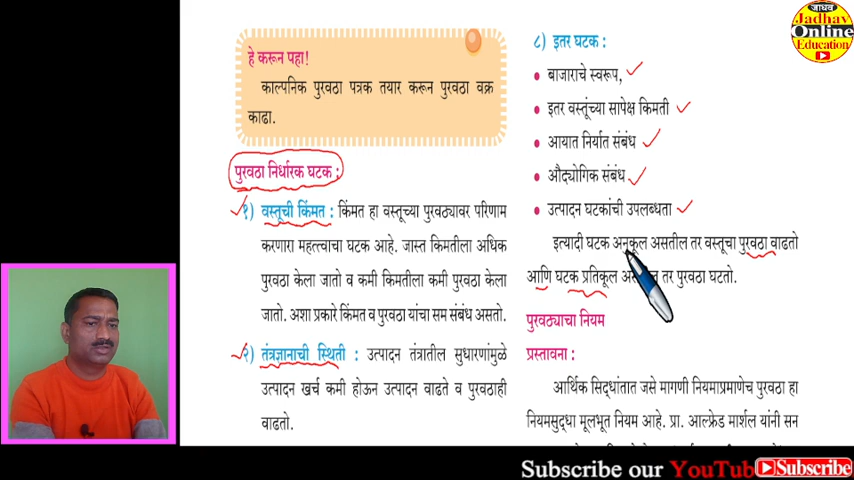 हे करून पहा!
काल्पनिक पुरवठा पत्रक तयार करून पुरवठा वक्र
काढा.
पुरवठा निर्धारक घटक :
१) वस्तूची किंमत : किंमत हा वस्तूच्या पुरवठ्यावर परिणाम
करणारा महत्त्वाचा घटक आहे. जास्त किमतीला अधिक
पुरवठा केला जातो व कमी किमतीला कमी पुरवठा केला
जातो. अशा प्रकारे किंमत व पुरवठा यांचा सम संबंध असतो.
२) तंत्रज्ञानाची स्थिती : उत्पादन तंत्रातील सुधारणांमुळे
उत्पादन खर्च कमी होऊन उत्पादन वाढते व पुरवठाही
वाढतो.
८) इतर घटक :
• बाजाराचे स्वरूप,
• इतर वस्तूंच्या सापेक्ष किमती
• आयात निर्यात संबंध
• औद्योगिक संबंध
• उत्पादन घटकांची उपलब्धता
इत्यादी घटक अनुकूल असतील तर वस्तूचा पुरवठा वाढतो
आणि घटक प्रतिकूल तर पुरवठा घटतो.
पुरवठ्याचा नियम
प्रस्तावना :
आर्थिक सिद्धांतात जसे मागणी नियमाप्रमाणेच पुरवठा हा
नियमसुद्धा मूलभूत नियम आहे. प्रा. आल्फ्रेड मार्शल यांनी सन
जाधव
Jadhav
Online
Education
Subscribe our YouTub Subscribe